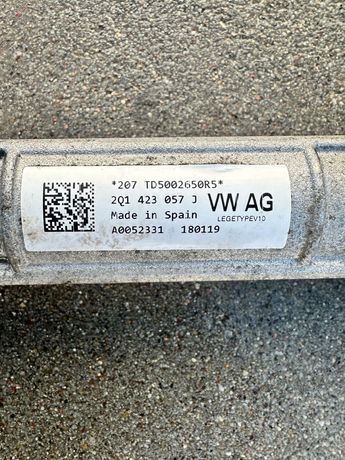 *207 TD5002650R5*
2Q1 423 057 J
Made in Spain
A0052331 180119
VW AG
LEGETYPEV10